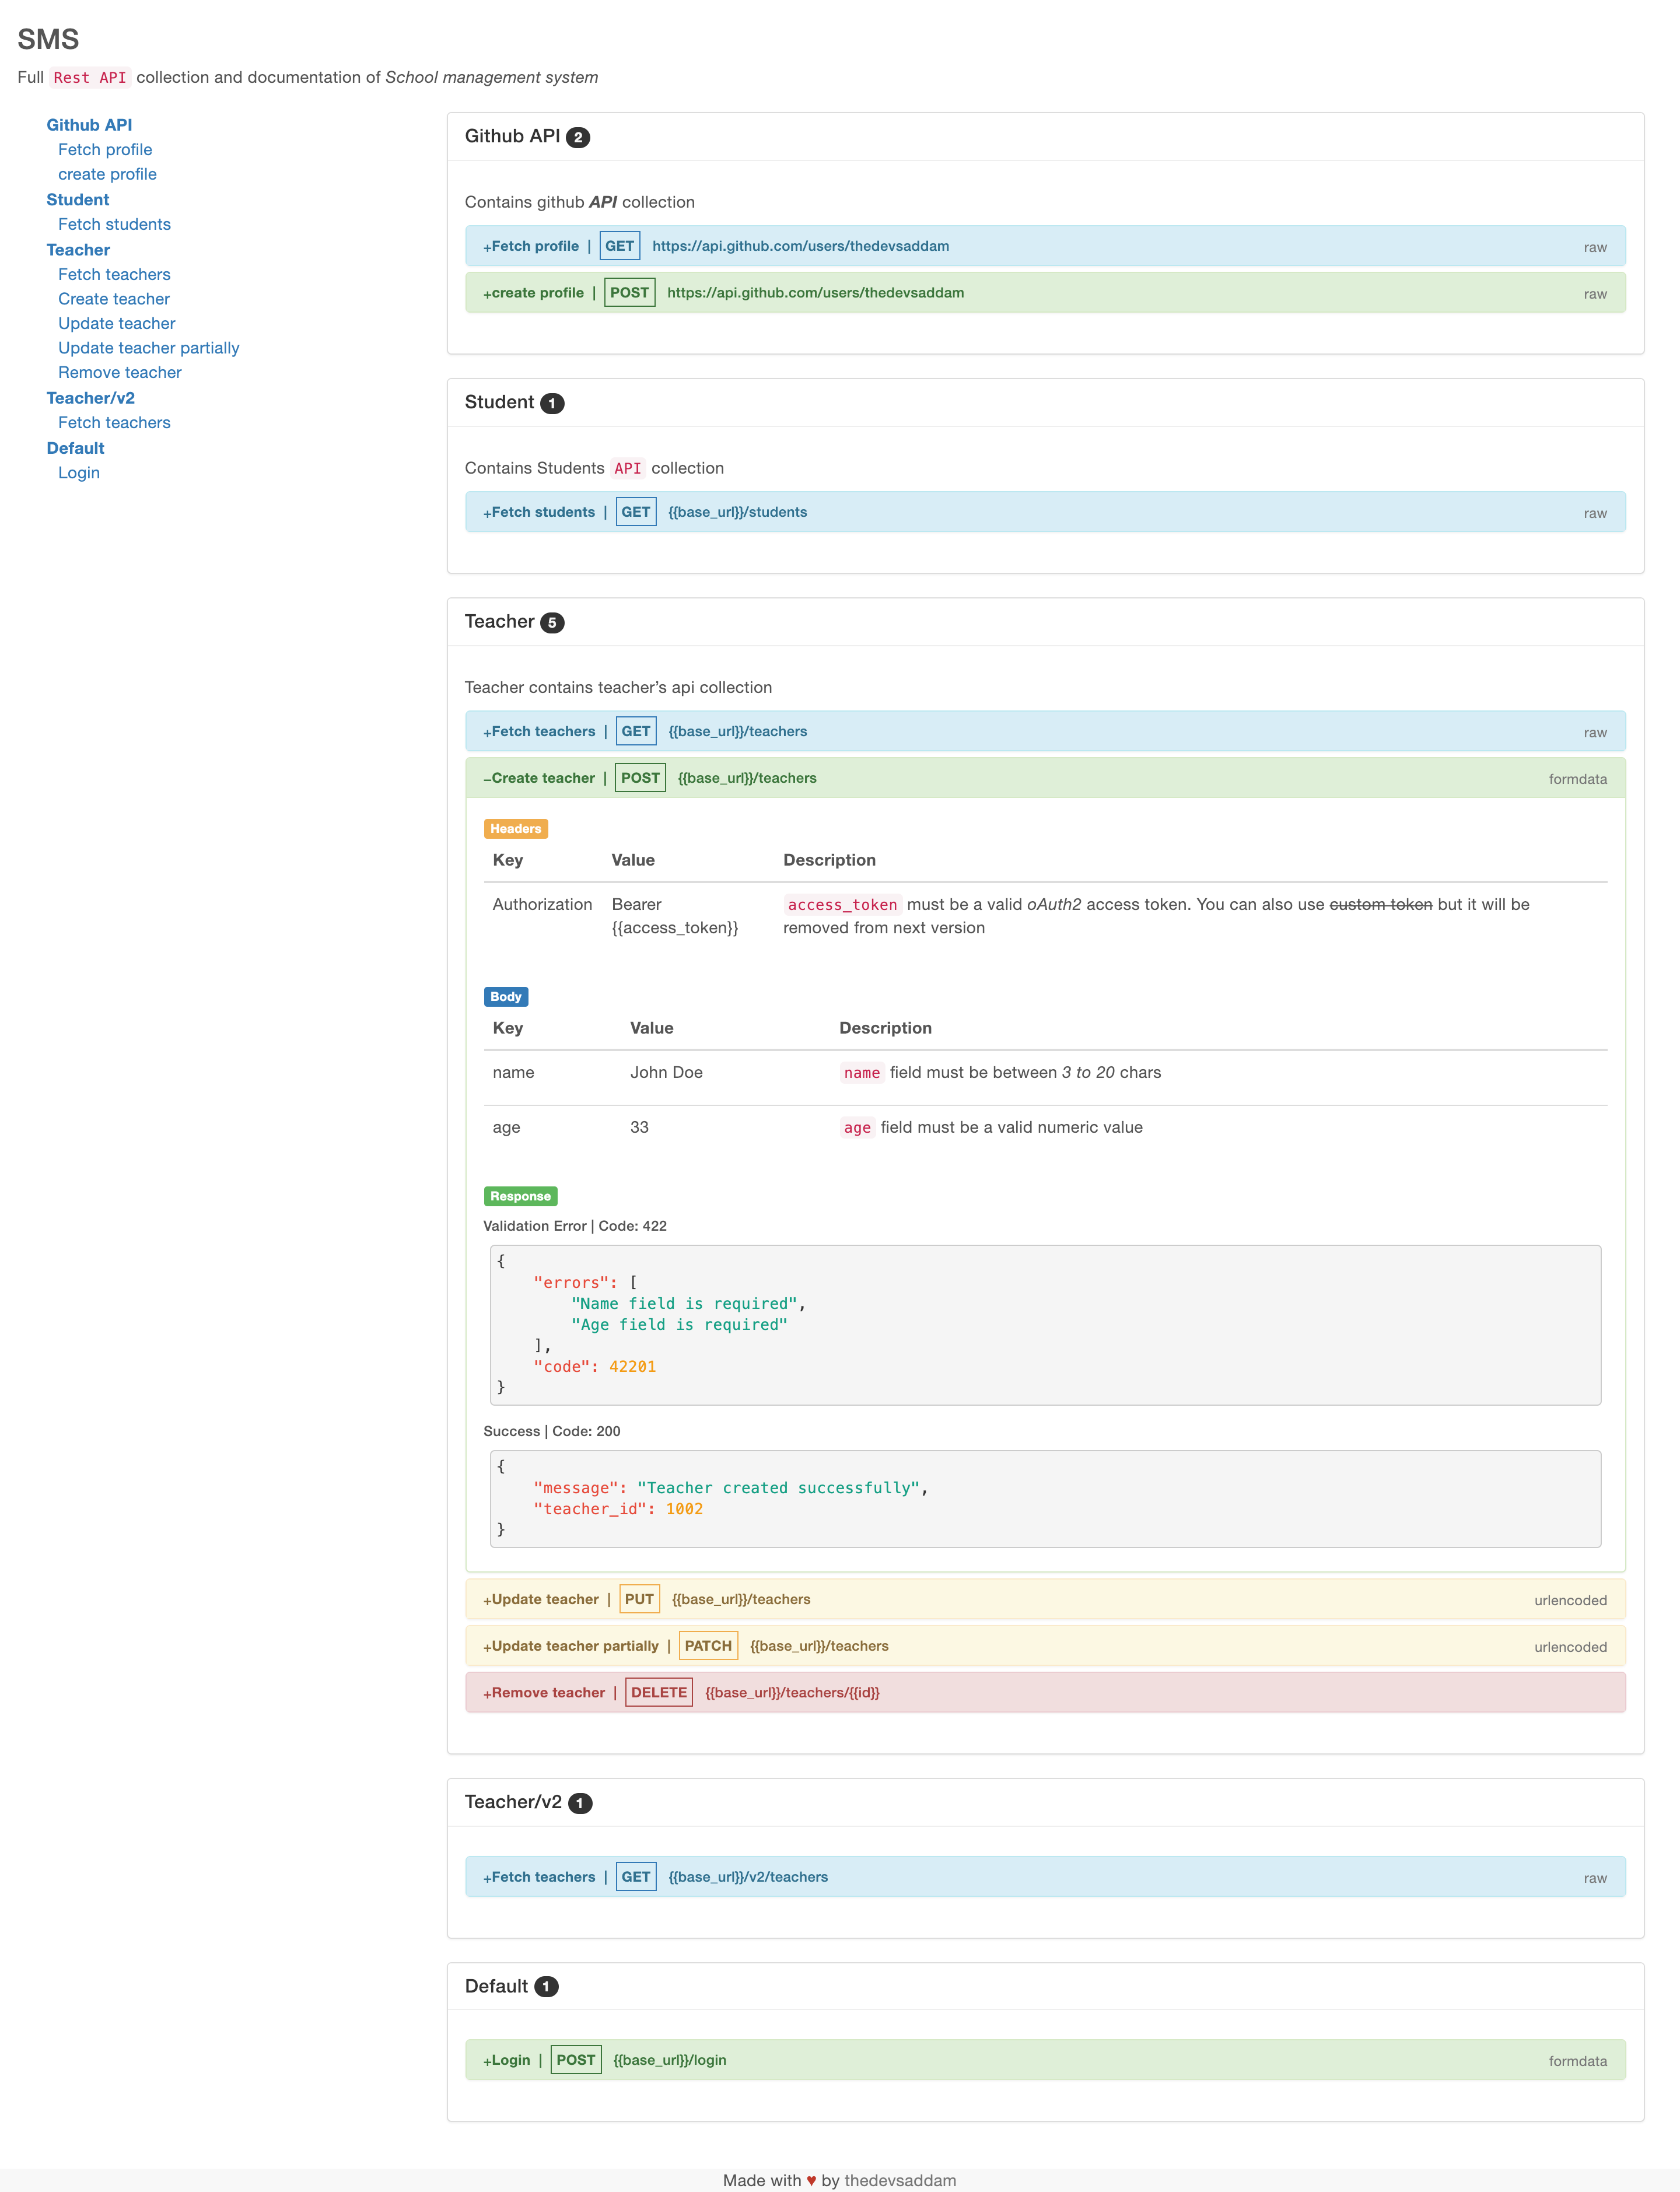 SMS
Full Rest API collection and documentation of School management system
Github API
Fetch profile
create profile
Student
Fetch students
Teacher
Fetch teachers
Create teacher
Update teacher
Update teacher partially
Remove teacher
Teacher/v2
Fetch teachers
Default
Login
Github API 2
Contains github API collection
+Fetch profile | GET https://api.github.com/users/thedevsaddam raw
+create profile | POST https://api.github.com/users/thedevsaddam raw
Student 1
Contains Students API collection
+Fetch students | GET {{base_url}}/students raw
Teacher 5
Teacher contains teacher’s api collection
+Fetch teachers | GET {{base_url}}/teachers raw
–Create teacher | POST {{base_url}}/teachers formdata
Headers
Key Value Description
Authorization Bearer access_token must be a valid oAuth2 access token. You can also use custom token but it will be
{{access_token}} removed from next version
Body
Key Value Description
name John Doe name field must be between 3 to 20 chars
age 33 age field must be a valid numeric value
Response
Validation Error | Code: 422
{
    "errors": [
        "Name field is required",
        "Age field is required"
    ],
    "code": 42201
}
Success | Code: 200
{
    "message": "Teacher created successfully",
    "teacher_id": 1002
}
+Update teacher | PUT {{base_url}}/teachers urlencoded
+Update teacher partially | PATCH {{base_url}}/teachers urlencoded
+Remove teacher | DELETE {{base_url}}/teachers/{{id}}
Teacher/v2 1
+Fetch teachers | GET {{base_url}}/v2/teachers raw
Default 1
+Login | POST {{base_url}}/login formdata
Made with ♥ by thedevsaddam